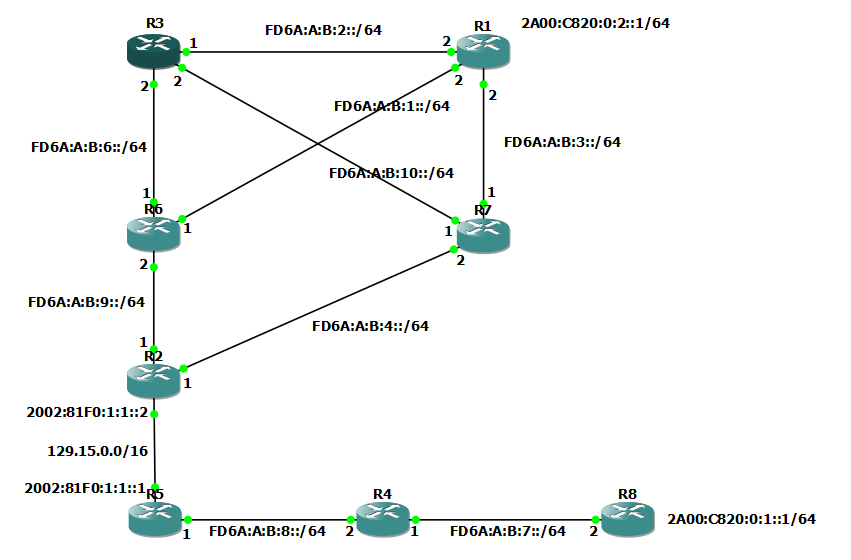 R3
FD6A:A:B:2::/64
R1
2A00:C820:0:2::1/64
1
2
2
2
2
2
FD6A:A:B:1::/64
FD6A:A:B:6::/64
FD6A:A:B:3::/64
FD6A:A:B:10::/64
1
1
R6
R7
1
1
2
2
FD6A:A:B:9::/64
FD6A:A:B:4::/64
1
R2
1
2002:81F0:1:1::2
129.15.0.0/16
2002:81F0:1:1::1
R5
R4
R8
1
FD6A:A:B:8::/64
2
1
FD6A:A:B:7::/64
2
2A00:C820:0:1::1/64